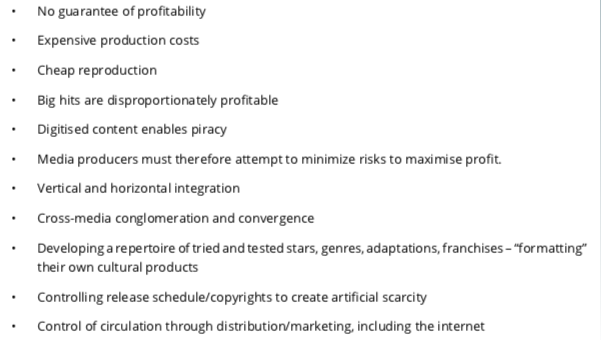 • No guarantee of profitability
• Expensive production costs
• Cheap reproduction
• Big hits are disproportionately profitable
• Digitised content enables piracy
• Media producers must therefore attempt to minimize risks to maximise profit.
• Vertical and horizontal integration
• Cross-media conglomeration and convergence
• Developing a repertoire of tried and tested stars, genres, adaptations, franchises – “formatting”
their own cultural products
• Controlling release schedule/copyrights to create artificial scarcity
• Control of circulation through distribution/marketing, including the internet